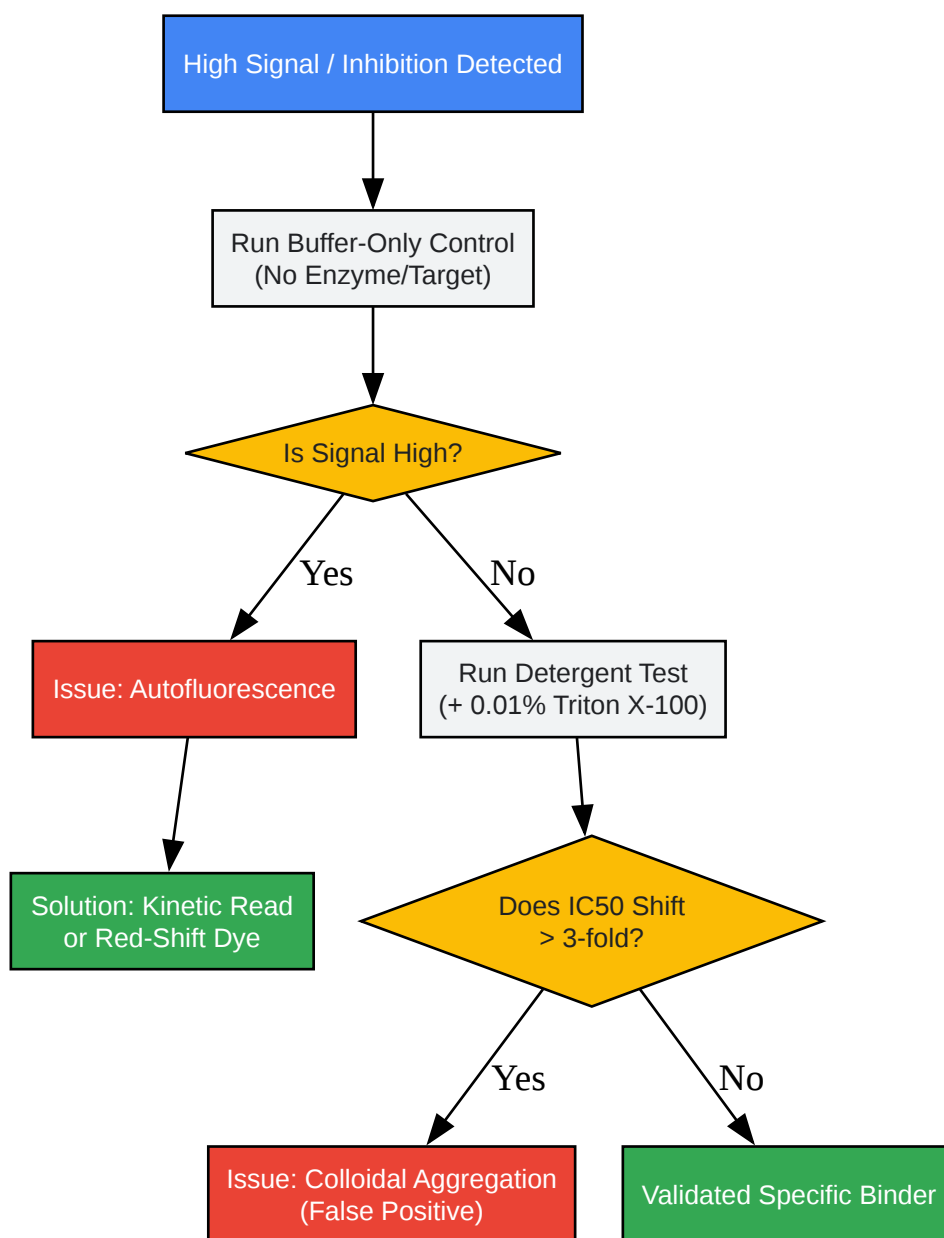 High Signal / Inhibition Detected
Run Buffer-Only Control
(No Enzyme/Target)
Is Signal High?
Yes
No
Issue: Autofluorescence
Run Detergent Test
(+ 0.01% Triton X-100)
Solution: Kinetic Read
or Red-Shift Dye
Does IC50 Shift
> 3-fold?
Yes
No
Issue: Colloidal Aggregation
(False Positive)
Validated Specific Binder